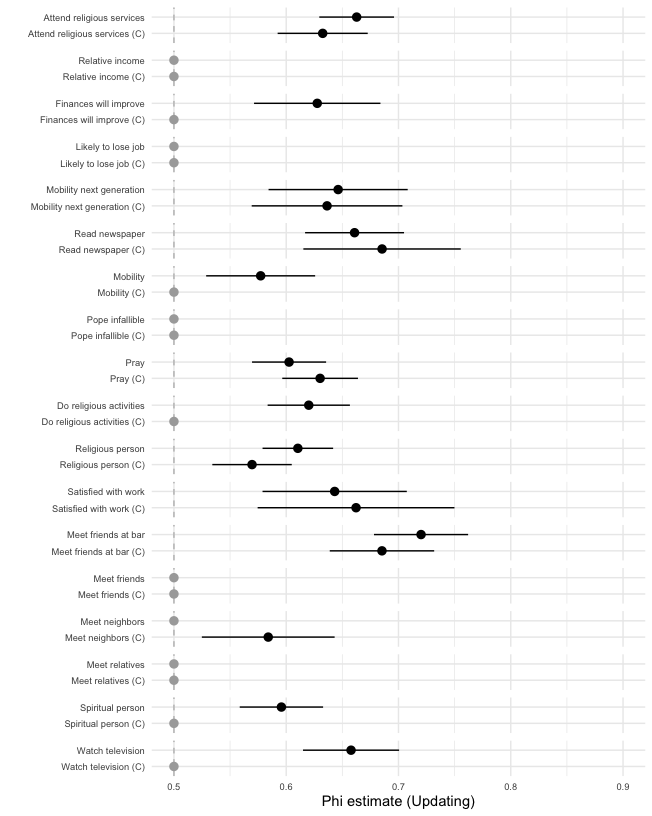 Attend religious services
Attend religious services (C)
Relative income
Relative income (C)
Finances will improve
Finances will improve (C)
Likely to lose job
Likely to lose job (C)
Mobility next generation
Mobility next generation (C)
Read newspaper
Read newspaper (C)
Mobility
Mobility (C)
Pope infallible
Pope infallible (C)
Pray
Pray (C)
Do religious activities
Do religious activities (C)
Religious person
Religious person (C)
Satisfied with work
Satisfied with work (C)
Meet friends at bar
Meet friends at bar (C)
Meet friends
Meet friends (C)
Meet neighbors
Meet neighbors (C)
Meet relatives
Meet relatives (C)
Spiritual person
Spiritual person (C)
Watch television
Watch television (C)
0.5 0.6 0.7 0.8 0.9
Phi estimate (Updating)